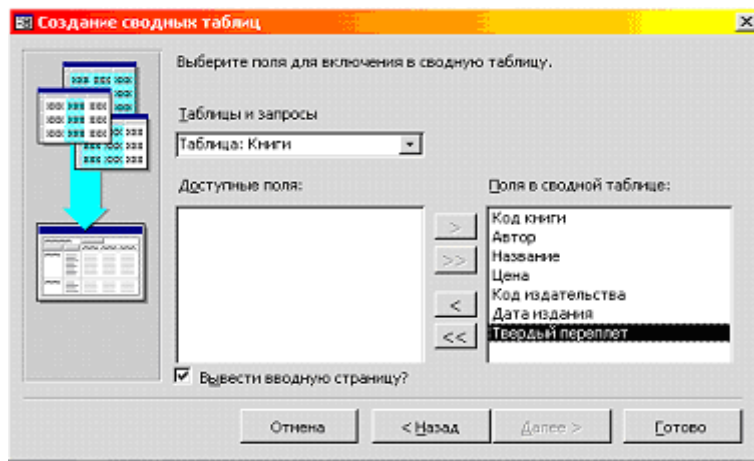 Создание сводных таблиц
Выберите поля для включения в сводную таблицу.
Таблицы и запросы
Таблица: Книги
Доступные поля:
Поля в сводной таблице:
Код книги
Автор
Название
Цена
Код издательства
Дата издания
Твердый переплет
>
>>
<
<<
Вывести вводную страницу?
Отмена
< Назад
Далее >
Готово